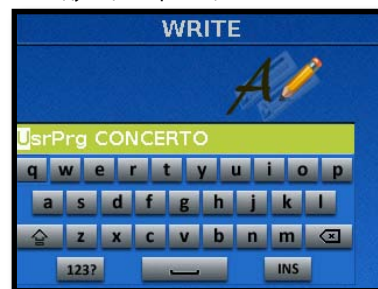 WRITE
UsrPrg CONCERTO
q w e r t y u i o p
a s d f g h j k l
z x c v b n m
123? INS